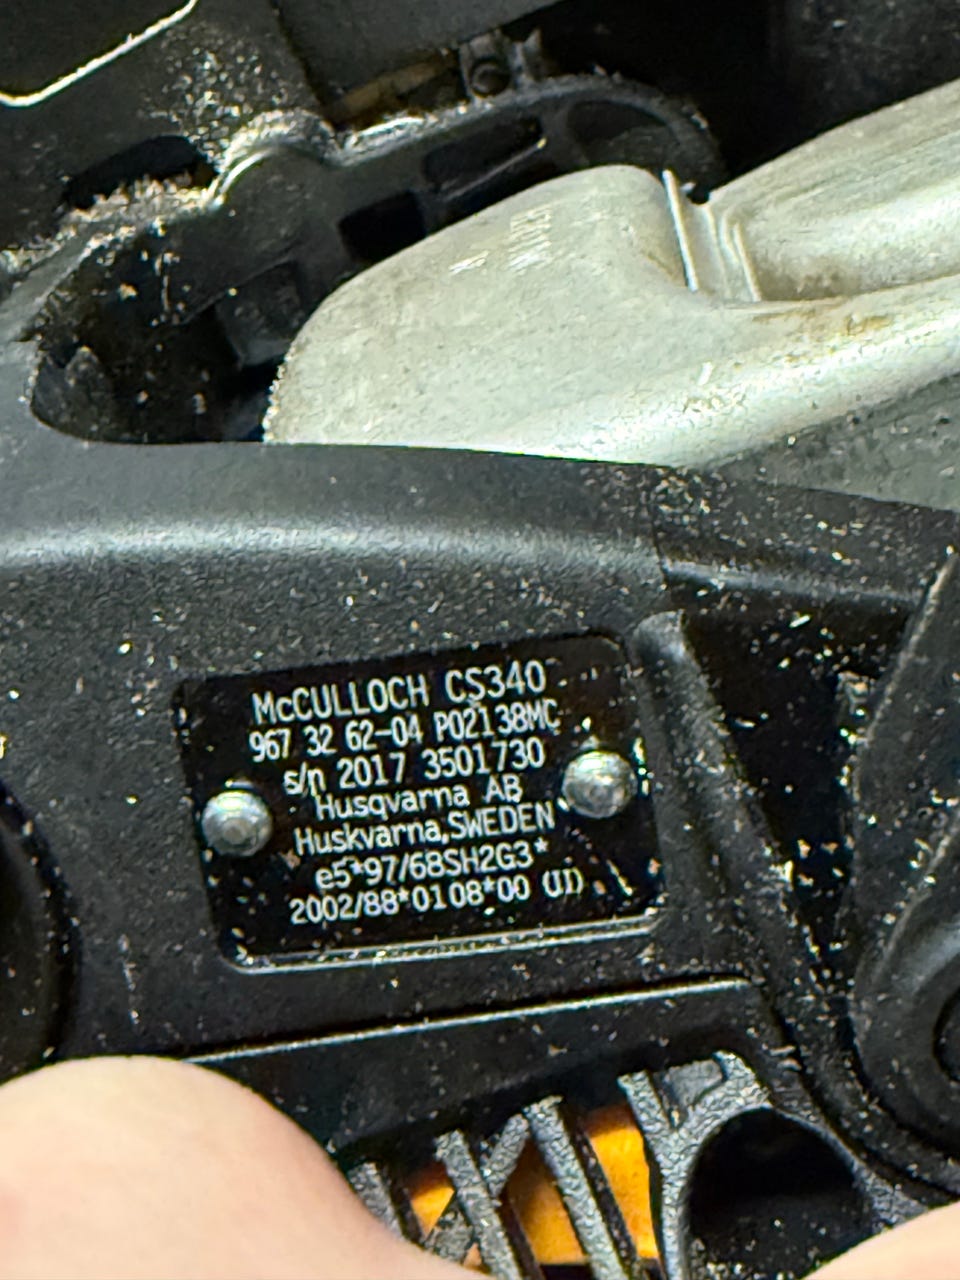 McCULLOCH CS340
967 32 62-04 P02138MC
s/n 2017 3501730
Husqvarna AB
Huskvarna,SWEDEN
e5*97/68SH2G3*
2002/88*0108*00 (II)